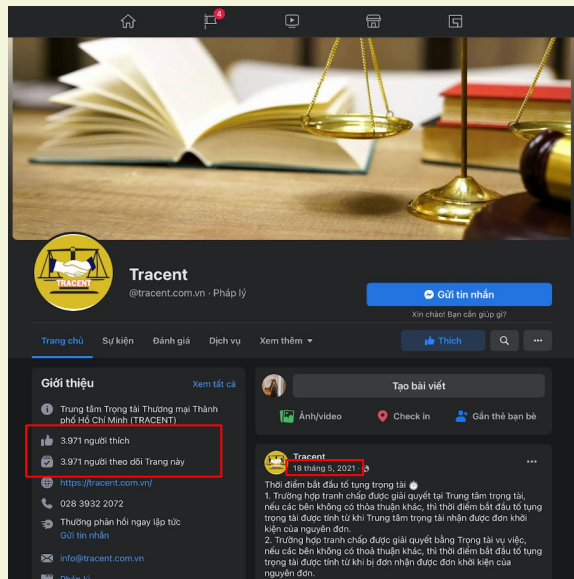 4
TRACENT
Tracent
@tracent.com.vn · Pháp lý
Gửi tin nhắn
Xin chào! Bạn cần giúp gì?
Trang chủ
Sự kiện
Đánh giá
Dịch vụ
Xem thêm
Thích
Giới thiệu
Xem tất cả
Trung tâm Trọng tài Thương mại Thành
phố Hồ Chí Minh (TRACENT)
3.971 người thích
3.971 người theo dõi Trang này
https://tracent.com.vn/
028 3932 2072
Thường phản hồi ngay lập tức
Gửi tin nhắn
info@tracent.com.vn
Pháp lý
Tạo bài viết
Ảnh/video
Check in
Gắn thẻ bạn bè
Tracent
18 tháng 5, 2021 ·
Thời điểm bắt đầu tố tụng trọng tài
1. Trường hợp tranh chấp được giải quyết tại Trung tâm trọng tài,
nếu các bên không có thỏa thuận khác, thì thời điểm bắt đầu tố tụng
trọng tài được tính từ khi Trung tâm trọng tài nhận được đơn khởi
kiện của nguyên đơn.
2. Trường hợp tranh chấp được giải quyết bằng Trọng tài vụ việc,
nếu các bên không có thoả thuận khác, thì thời điểm bắt đầu tố tụng
trọng tài được tính từ khi bị đơn nhận được đơn khởi kiện của
nguyên đơn.